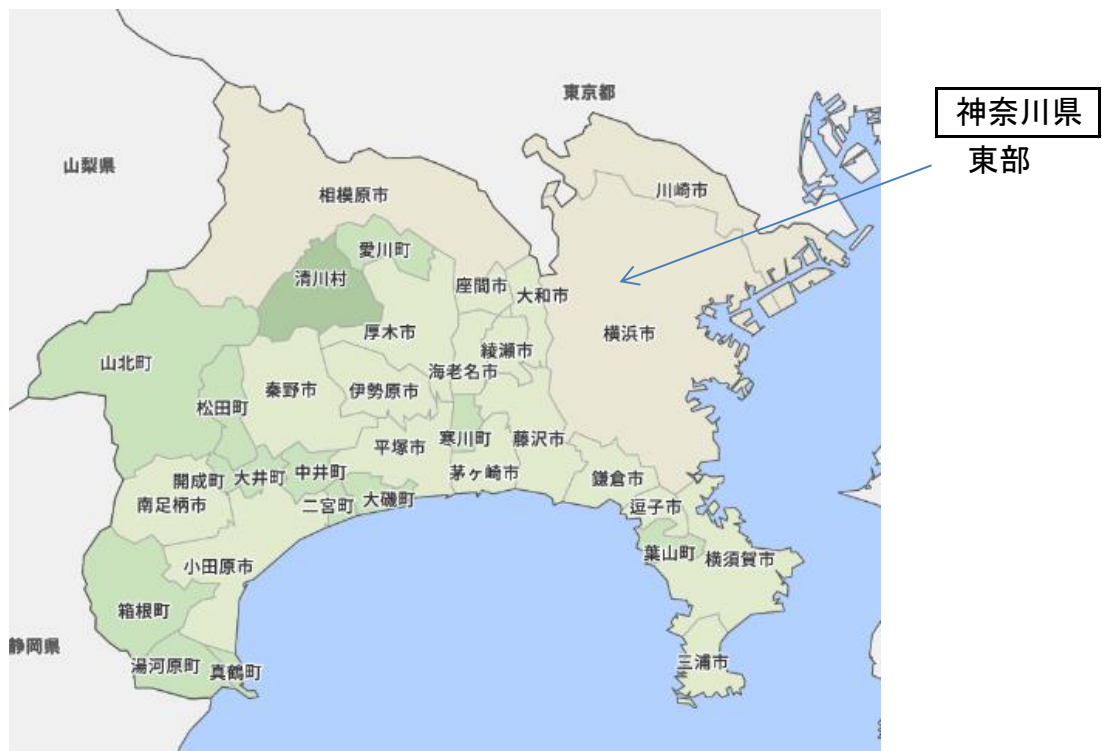 東京都
神奈川県
東部
山梨県
川崎市
相模原市
愛川町
清川村
座間市
大和市
厚木市
横浜市
綾瀬市
山北町
海老名市
秦野市
伊勢原市
松田町
寒川町
藤沢市
平塚市
開成町
大井町
中井町
茅ヶ崎市
鎌倉市
南足柄市
二宮町
大磯町
逗子市
葉山町
横須賀市
小田原市
箱根町
静岡県
湯河原町
真鶴町
三浦市